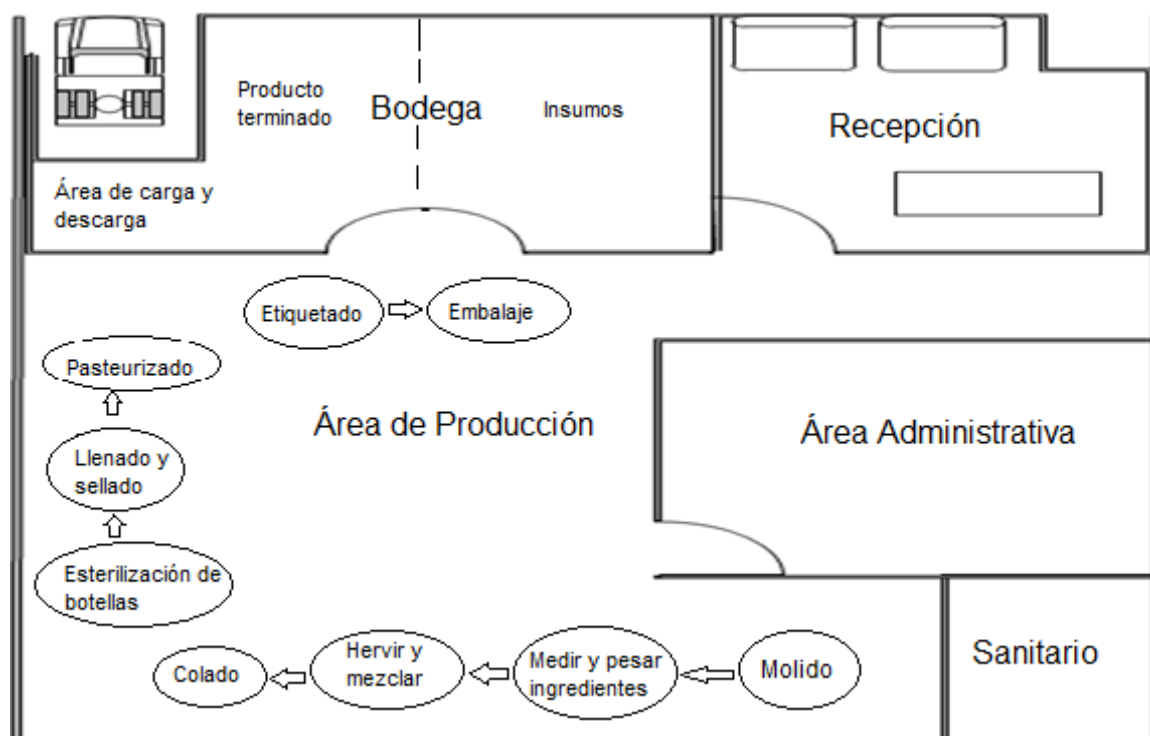 Producto
terminado
Bodega
Insumos
Recepción
Área de carga y
descarga
Etiquetado
Embalaje
Pasteurizado
Área de Producción
Área Administrativa
Llenado y
sellado
Esterilización de
botellas
Colado
Hervir y
mezclar
Medir y pesar
ingredientes
Molido
Sanitario